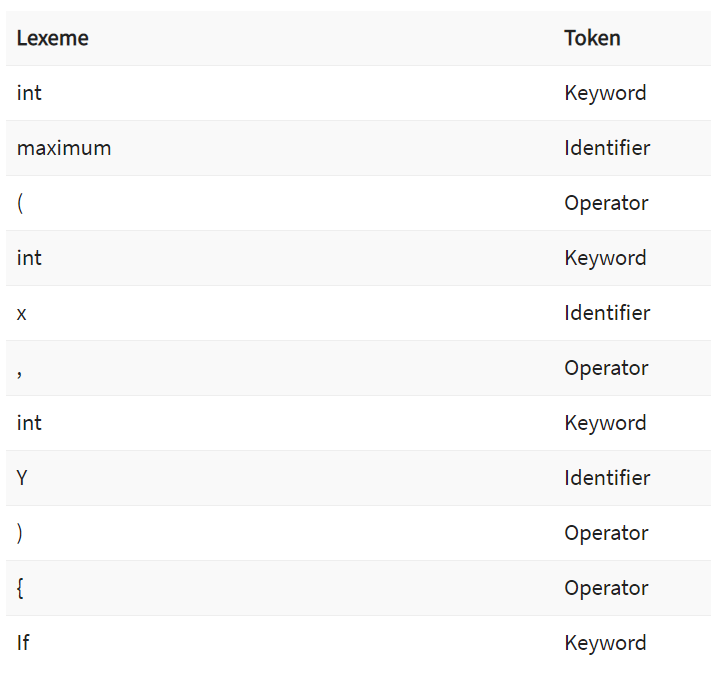 Lexeme Token
int Keyword
maximum Identifier
( Operator
int Keyword
x Identifier
, Operator
int Keyword
Y Identifier
) Operator
{ Operator
If Keyword